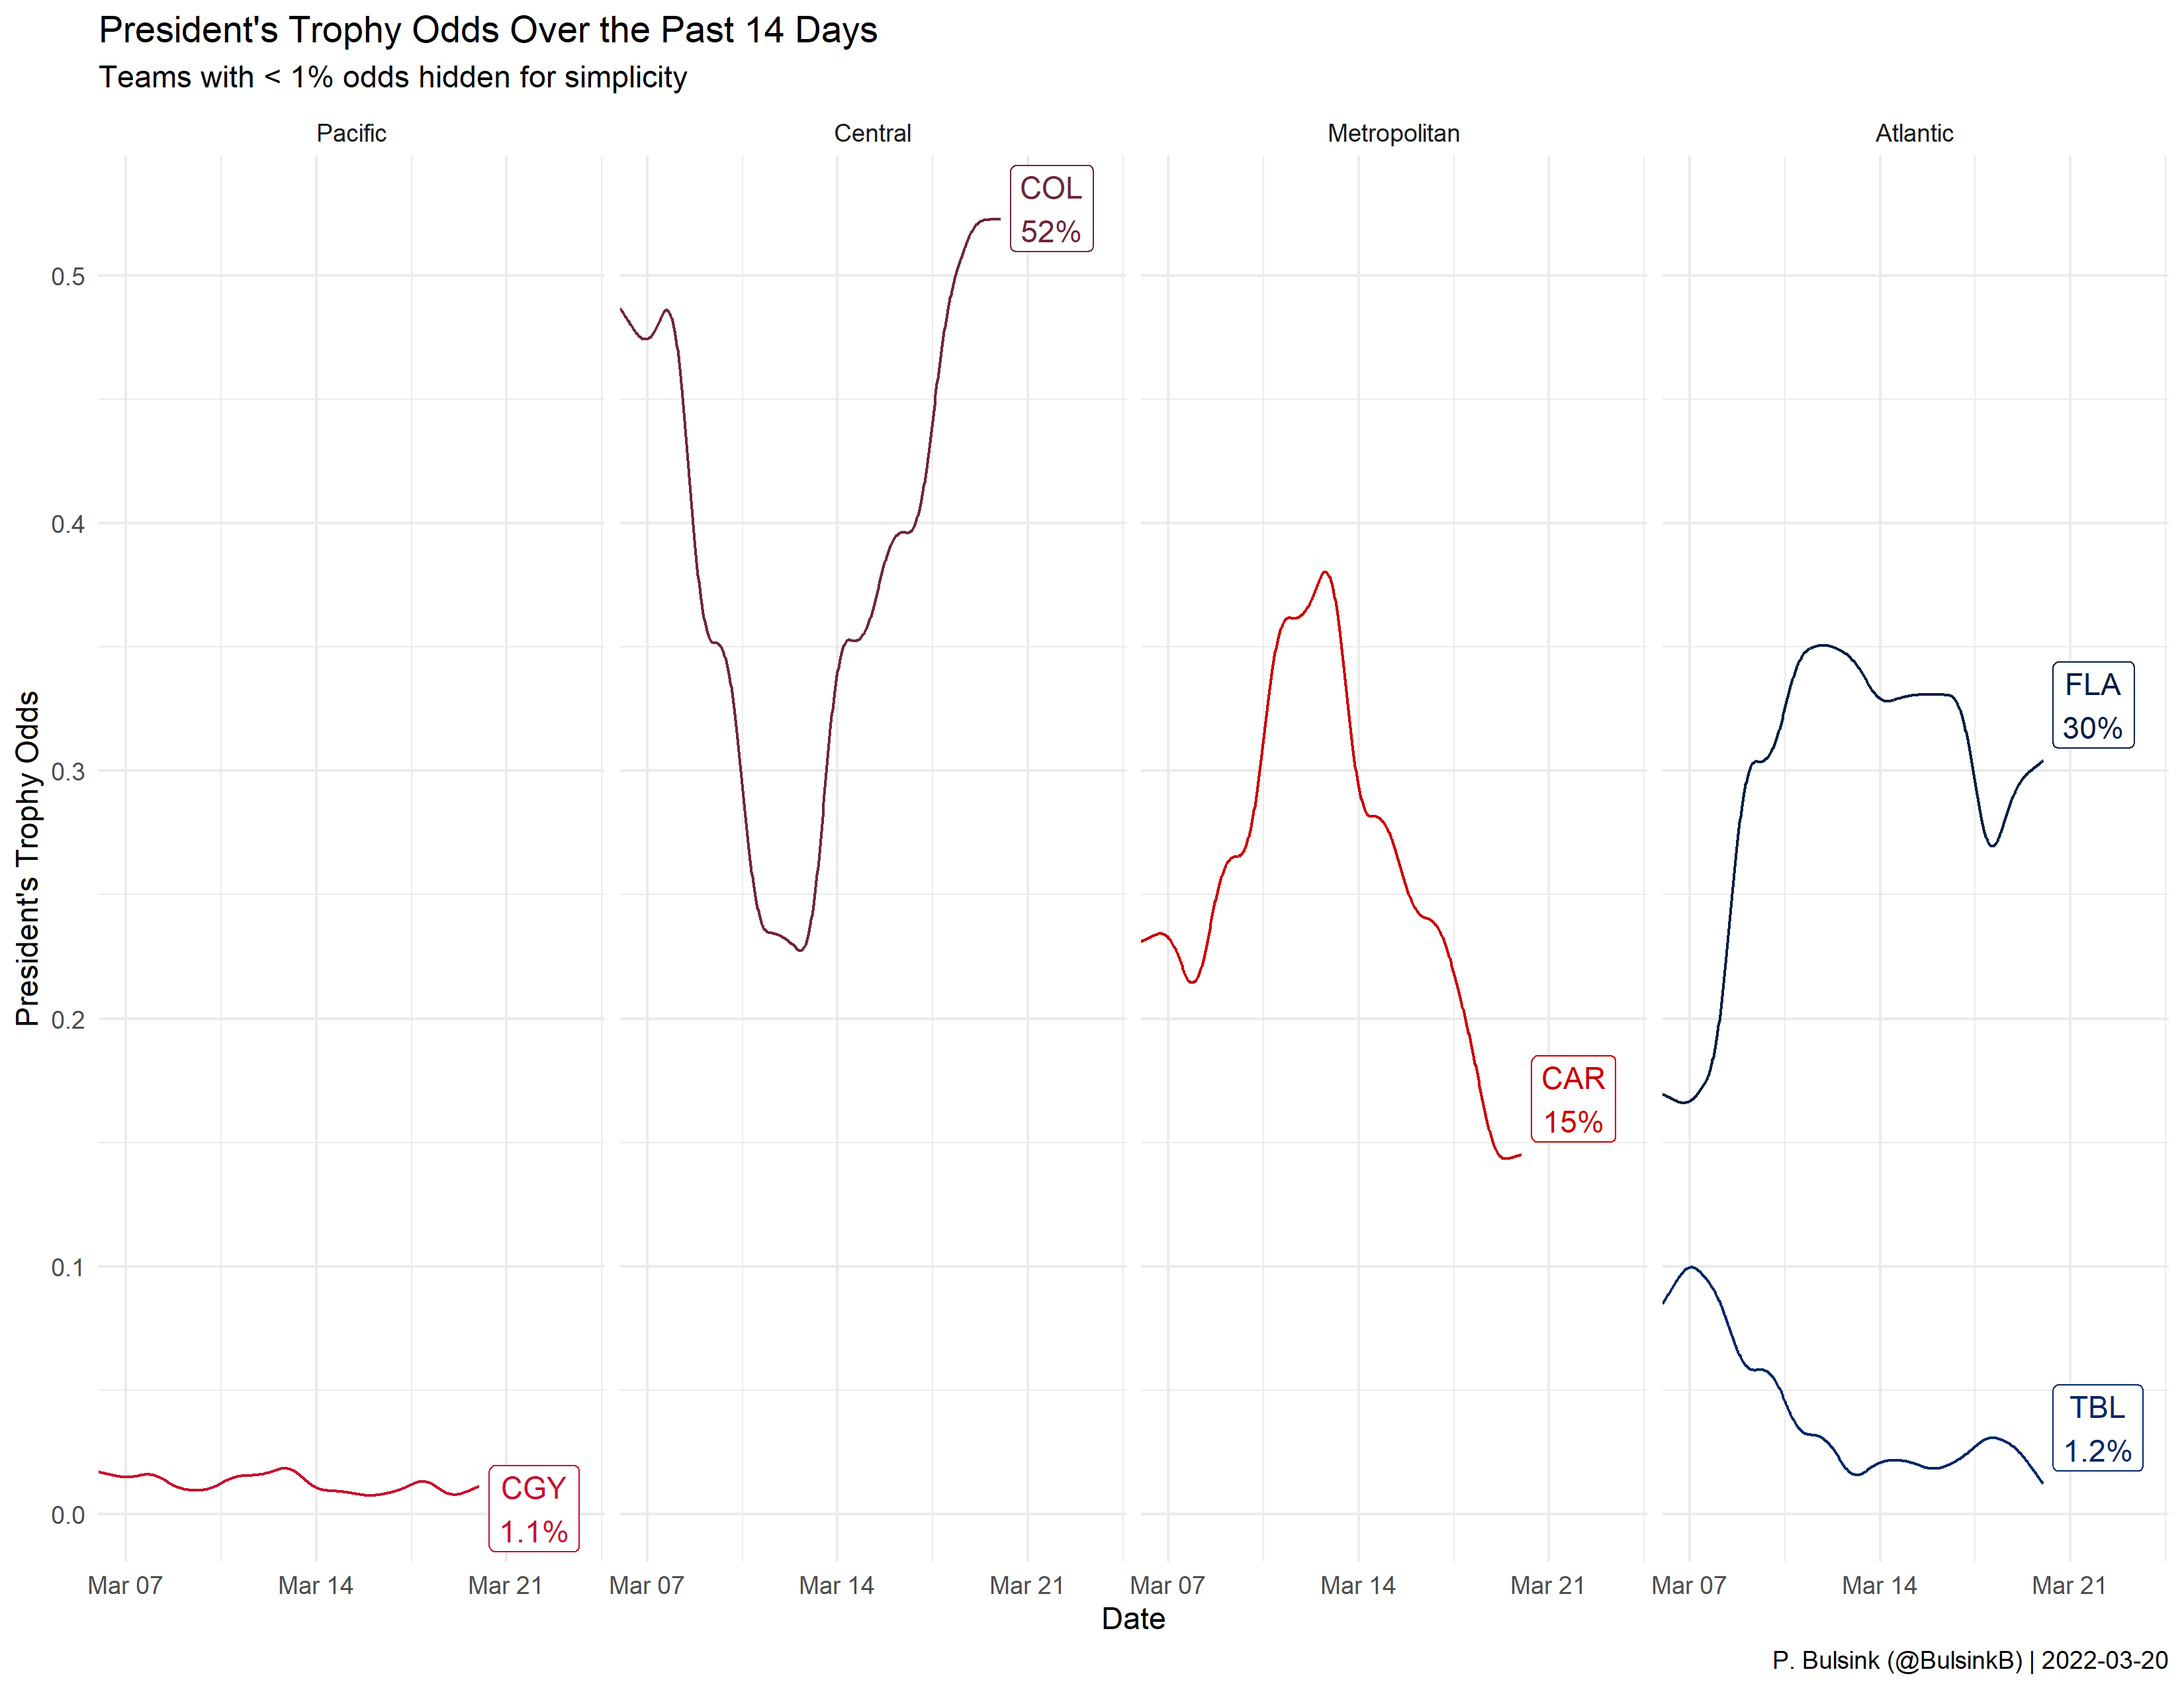 President's Trophy Odds Over the Past 14 Days
Teams with < 1% odds hidden for simplicity
Pacific
Central
Metropolitan
Atlantic
President's Trophy Odds
0.5
0.4
0.3
0.2
0.1
0.0
COL
52%
FLA
30%
CAR
15%
TBL
1.2%
CGY
1.1%
Mar 07
Mar 14
Mar 21
Mar 07
Mar 14
Mar 21
Mar 07
Mar 14
Mar 21
Mar 07
Mar 14
Mar 21
Date
P. Bulsink (@BulsinkB) | 2022-03-20